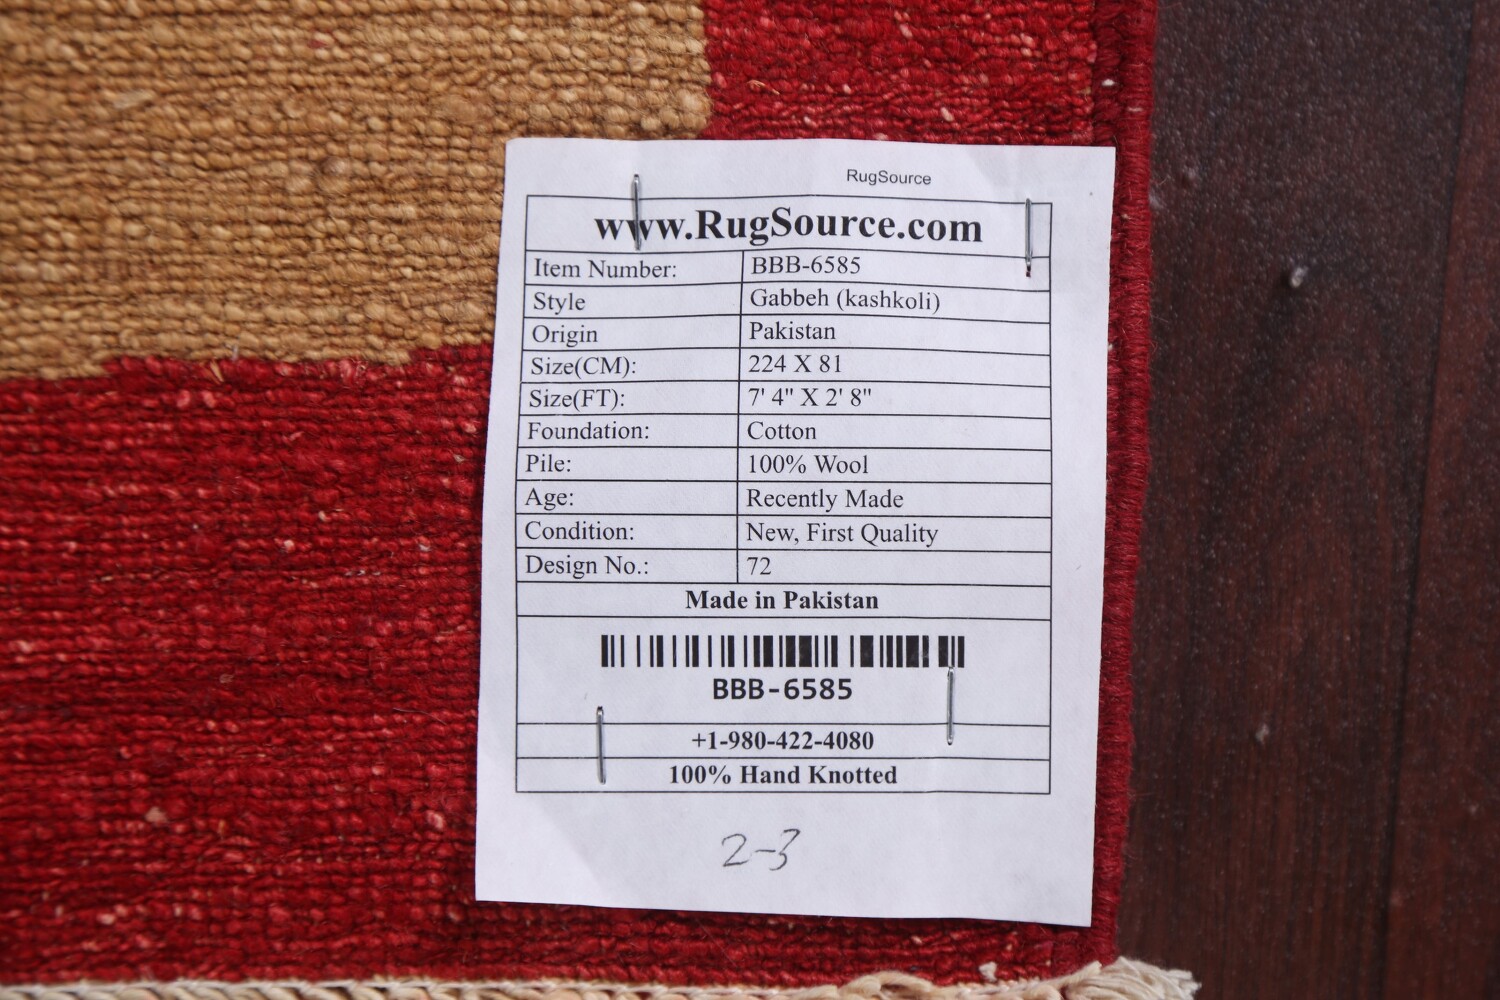 RugSource
www.RugSource.com
Item Number: BBB-6585
Style Gabbeh (kashkoli)
Origin Pakistan
Size(CM): 224 X 81
Size(FT): 7' 4" X 2' 8"
Foundation: Cotton
Pile: 100% Wool
Age: Recently Made
Condition: New, First Quality
Design No.: 72
Made in Pakistan
BBB-6585
+1-980-422-4080
100% Hand Knotted
2-3